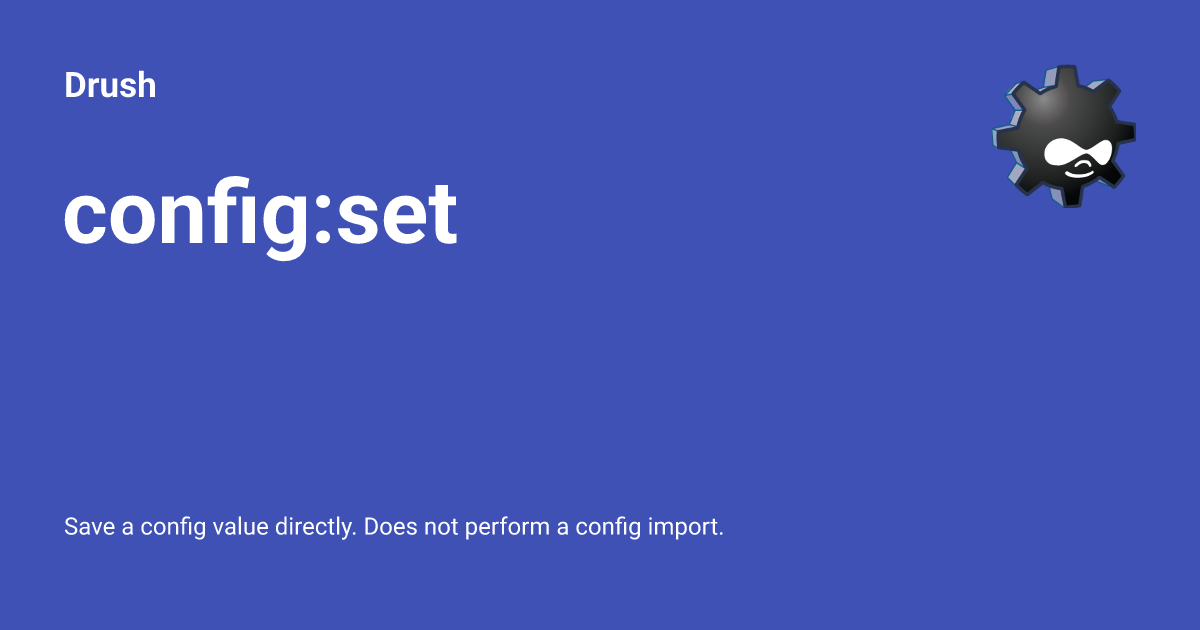 Drush
config:set
Save a config value directly. Does not perform a config import.